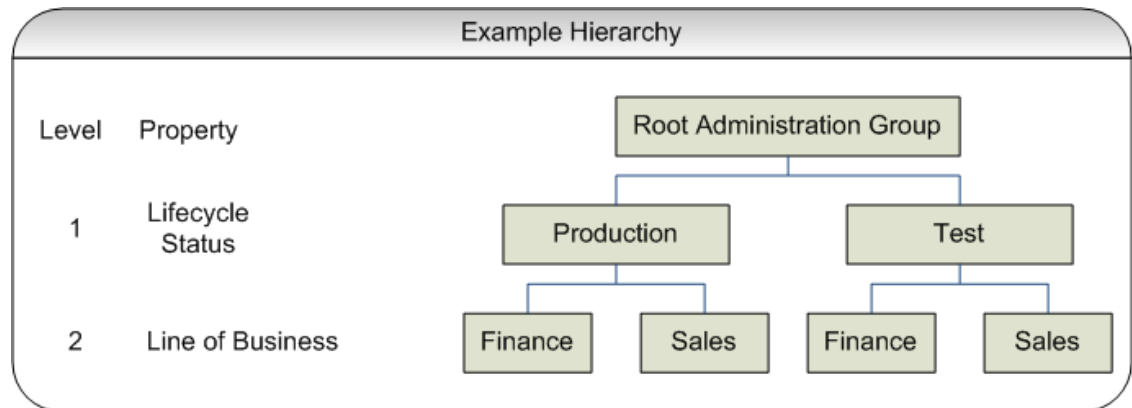 Example Hierarchy
Level Property Root Administration Group
1 Lifecycle
Status Production Test
2 Line of Business Finance Sales Finance Sales